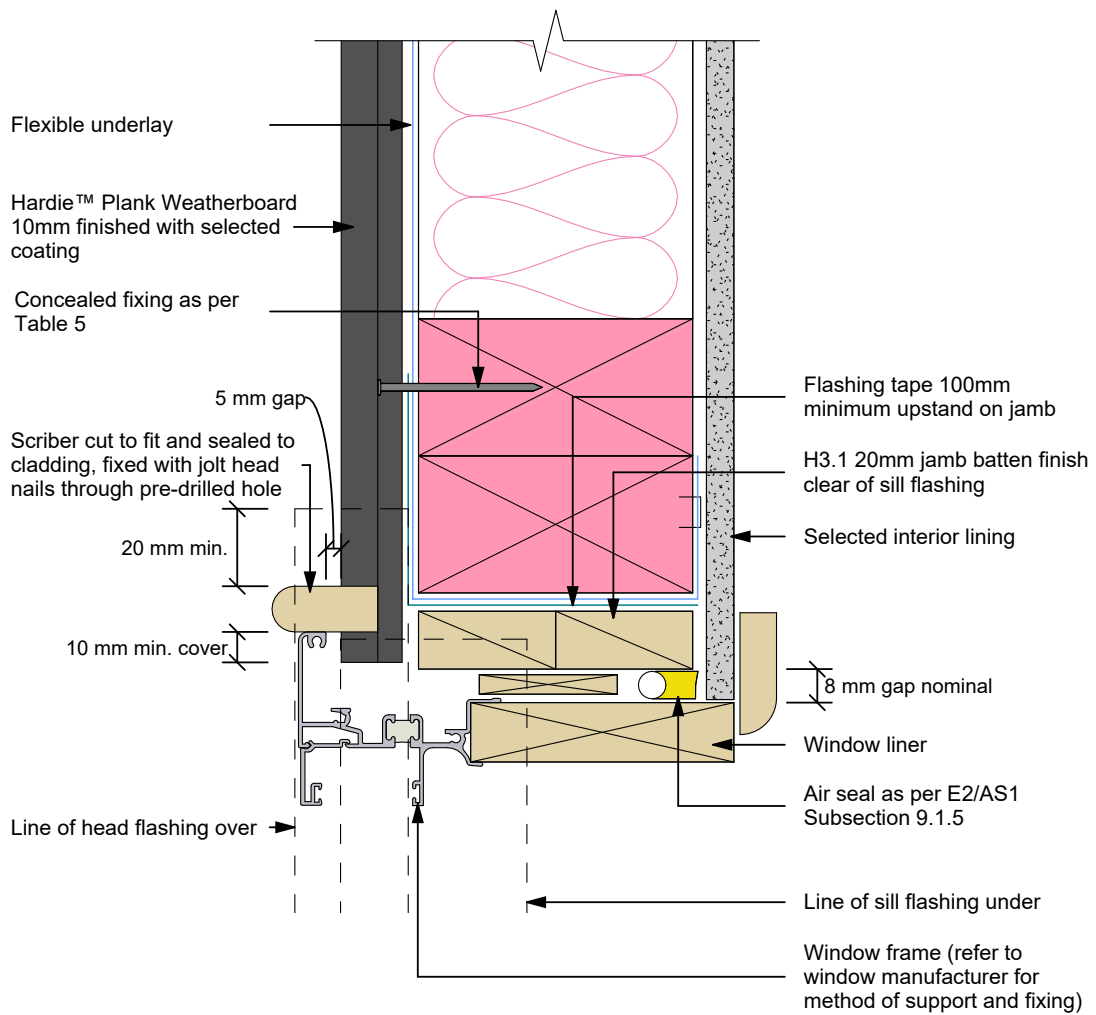 Flexible underlay
Hardie™ Plank Weatherboard
10mm finished with selected
coating
Concealed fixing as per
Table 5
5 mm gap
Scriber cut to fit and sealed to
cladding, fixed with jolt head
nails through pre-drilled hole
20 mm min.
10 mm min. cover
Line of head flashing over
Flashing tape 100mm
minimum upstand on jamb
H3.1 20mm jamb batten finish
clear of sill flashing
Selected interior lining
8 mm gap nominal
Window liner
Air seal as per E2/AS1
Subsection 9.1.5
Line of sill flashing under
Window frame (refer to
window manufacturer for
method of support and fixing)